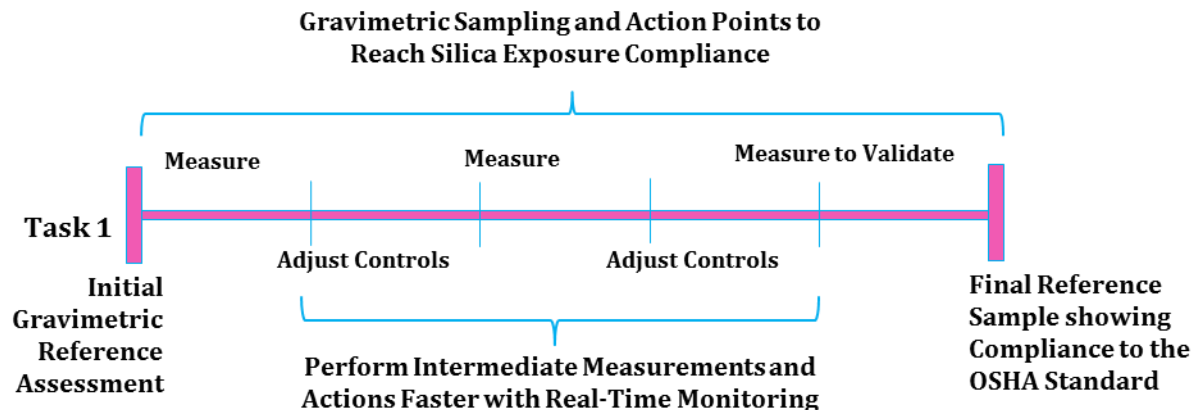 Gravimetric Sampling and Action Points to
Reach Silica Exposure Compliance
Measure
Measure
Measure to Validate
Task 1
Adjust Controls
Adjust Controls
Initial
Gravimetric
Reference
Assessment
Final Reference
Sample showing
Compliance to the
OSHA Standard
Perform Intermediate Measurements and
Actions Faster with Real-Time Monitoring